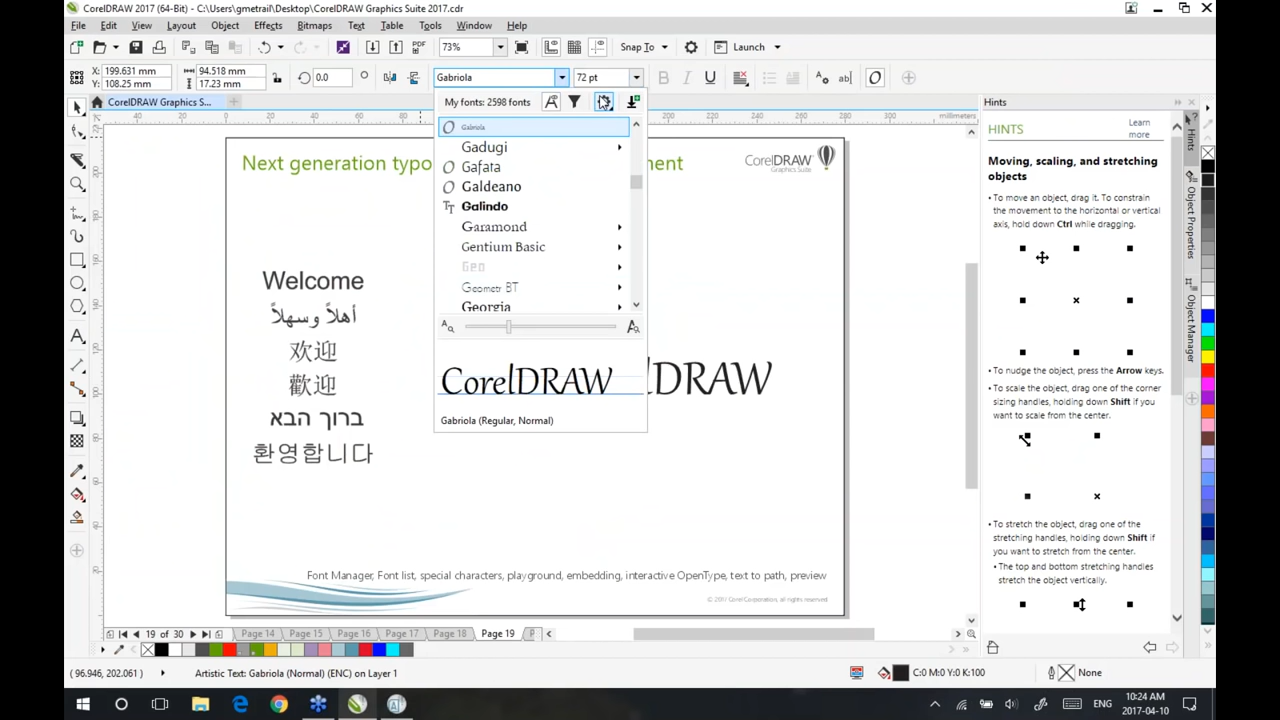 CorelDRAW 2017 (64-Bit) - C:\Users\gmetrail\Desktop\CorelDRAW Graphics Suite 2017.cdr
File Edit View Layout Object Effects Bitmaps Text Table Tools Window Help
PDF 73% Snap To Launch
X: 199.631 mm 94.518 mm 0.0 Gabriola 72 pt
Y: 108.25 mm 17.23 mm
CorelDRAW Graphics S...
My fonts: 2598 fonts
Gabriola
Gadugi
Gafata
Galdeano
Galindo
Garamond
Gentium Basic
Geo
Geometr BT
Georgia
CorelDRAW
Gabriola (Regular, Normal)
millimeters
Next generation typo
ment
CorelDRAW
Graphics Suite
Welcome
أهلاً وسهلاً
欢迎
歡迎
ברוך הבא
환영합니다
lDRAW
Font Manager, Font list, special characters, playground, embedding, interactive OpenType, text to path, preview
© 2017 Corel Corporation, all rights reserved.
Hints
HINTS
Learn more
Moving, scaling, and stretching
objects
• To move an object, drag it. To constrain
the movement to the horizontal or vertical
axis, hold down Ctrl while dragging.
• To nudge the object, press the Arrow keys.
• To scale the object, drag one of the corner
sizing handles, holding down Shift if you
want to scale from the center.
• To stretch the object, drag one of the
stretching handles, holding down Shift if
you want to stretch from the center.
• The top and bottom stretching handles
stretch the object vertically.
Hints
Object Properties
Object Manager
19 of 30 Page 14 Page 15 Page 16 Page 17 Page 18 Page 19
(96.946, 202.061) Artistic Text: Gabriola (Normal) (ENC) on Layer 1 C:0 M:0 Y:0 K:100 None
ENG
10:24 AM
2017-04-10